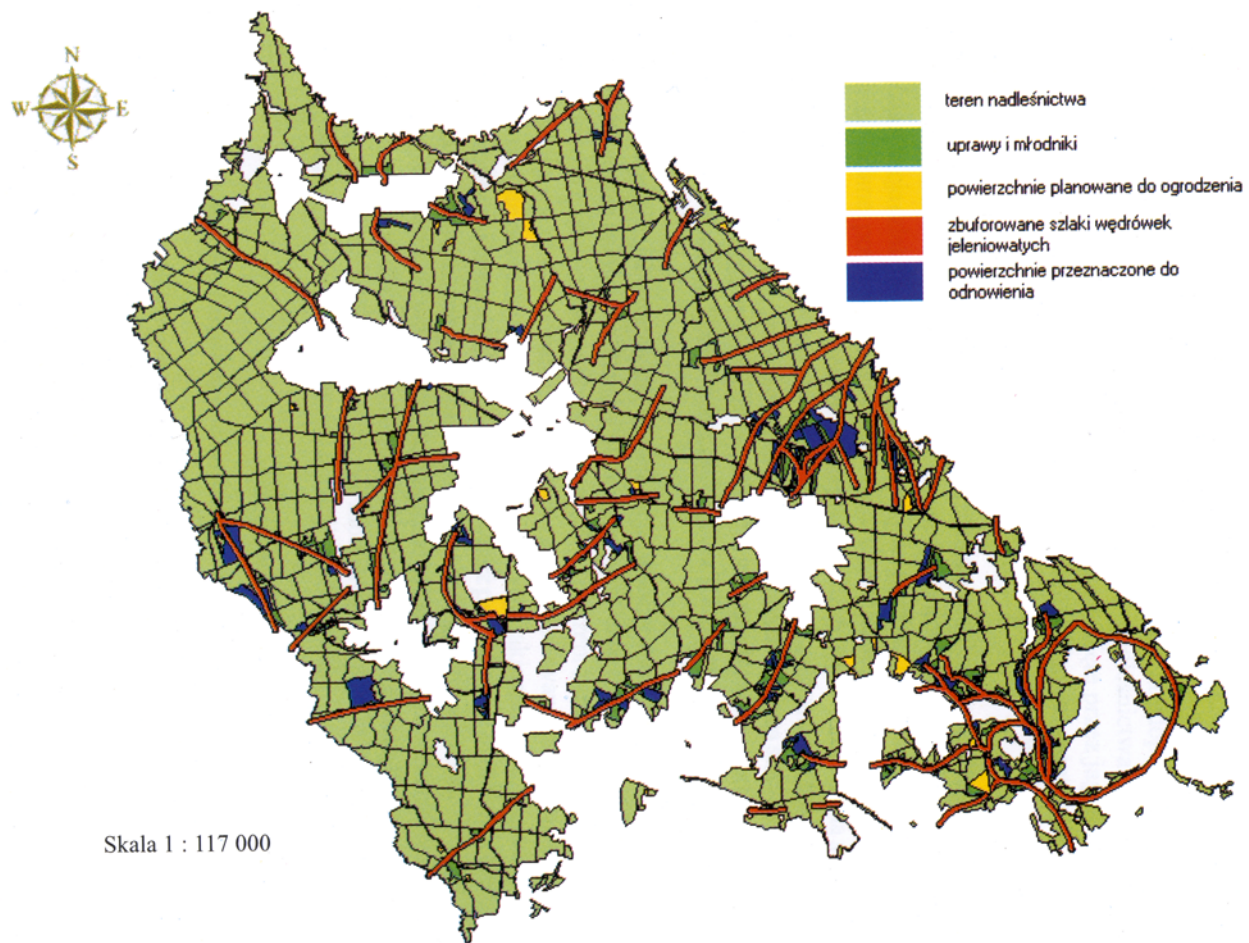 N
W E
S
teren nadleśnictwa
uprawy i młodniki
powierzchnie planowane do ogrodzenia
zbuforowane szlaki wędrówek
jeleniowatych
powierzchnie przeznaczone do
odnowienia
Skala 1 : 117 000